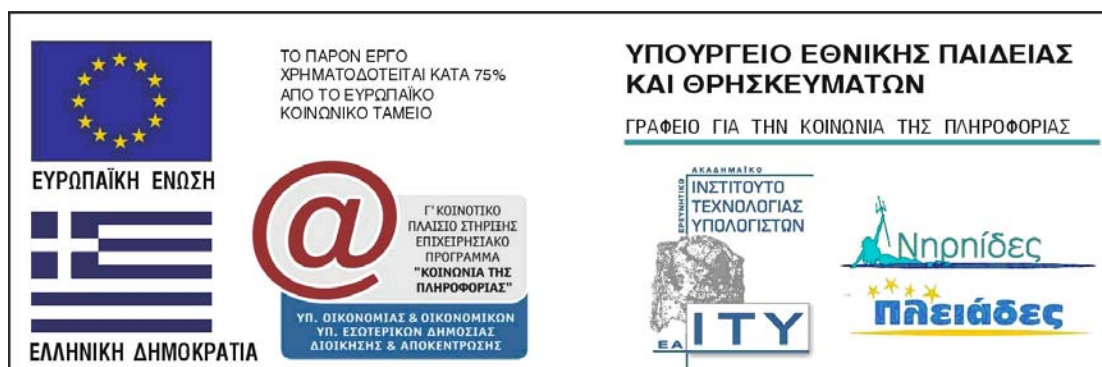 ΕΥΡΩΠΑΪΚΗ ΕΝΩΣΗ
ΕΛΛΗΝΙΚΗ ΔΗΜΟΚΡΑΤΙΑ
ΤΟ ΠΑΡΟΝ ΕΡΓΟ
ΧΡΗΜΑΤΟΔΟΤΕΙΤΑΙ ΚΑΤΑ 75%
ΑΠΟ ΤΟ ΕΥΡΩΠΑΪΚΟ
ΚΟΙΝΩΝΙΚΟ ΤΑΜΕΙΟ
@
Γ' ΚΟΙΝΟΤΙΚΟ
ΠΛΑΙΣΙΟ ΣΤΗΡΙΞΗΣ
ΕΠΙΧΕΙΡΗΣΙΑΚΟ
ΠΡΟΓΡΑΜΜΑ
"ΚΟΙΝΩΝΙΑ ΤΗΣ
ΠΛΗΡΟΦΟΡΙΑΣ"
ΥΠ. ΟΙΚΟΝΟΜΙΑΣ & ΟΙΚΟΝΟΜΙΚΩΝ
ΥΠ. ΕΣΩΤΕΡΙΚΩΝ ΔΗΜΟΣΙΑΣ
ΔΙΟΙΚΗΣΗΣ & ΑΠΟΚΕΝΤΡΩΣΗΣ
ΥΠΟΥΡΓΕΙΟ ΕΘΝΙΚΗΣ ΠΑΙΔΕΙΑΣ
ΚΑΙ ΘΡΗΣΚΕΥΜΑΤΩΝ
ΓΡΑΦΕΙΟ ΓΙΑ ΤΗΝ ΚΟΙΝΩΝΙΑ ΤΗΣ ΠΛΗΡΟΦΟΡΙΑΣ
ΑΚΑΔΗΜΑΪΚΟ
ΕΡΕΥΝΗΤΙΚΟ
ΙΝΣΤΙΤΟΥΤΟ
ΤΕΧΝΟΛΟΓΙΑΣ
ΥΠΟΛΟΓΙΣΤΩΝ
ΕΑ
ΙΤΥ
Νηρηίδες
Πλειάδες